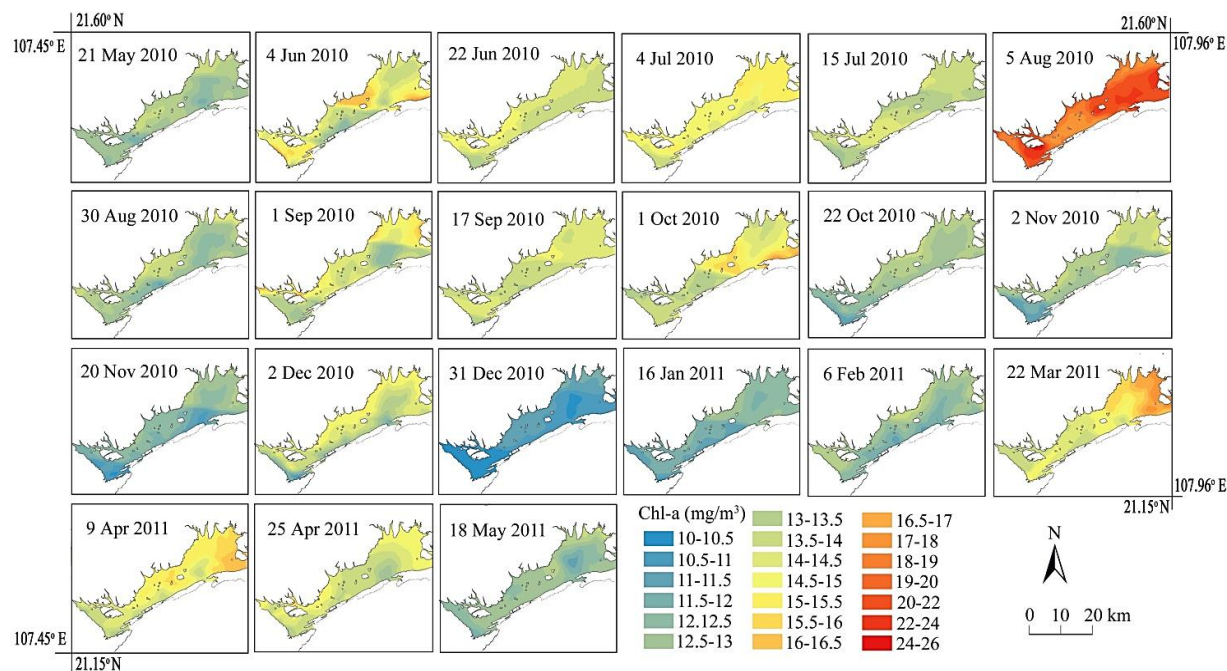 21.60° N
21.60° N
107.45° E
107.96° E
21 May 2010
4 Jun 2010
22 Jun 2010
4 Jul 2010
15 Jul 2010
5 Aug 2010
30 Aug 2010
1 Sep 2010
17 Sep 2010
1 Oct 2010
22 Oct 2010
2 Nov 2010
20 Nov 2010
2 Dec 2010
31 Dec 2010
16 Jan 2011
6 Feb 2011
22 Mar 2011
107.96° E
21.15°N
9 Apr 2011
25 Apr 2011
18 May 2011
Chl-a (mg/m³)
10-10.5
10.5-11
11-11.5
11.5-12
12.12.5
12.5-13
13-13.5
13.5-14
14-14.5
14.5-15
15-15.5
15.5-16
16-16.5
16.5-17
17-18
18-19
19-20
20-22
22-24
24-26
N
0 10 20 km
107.45° E
21.15°N